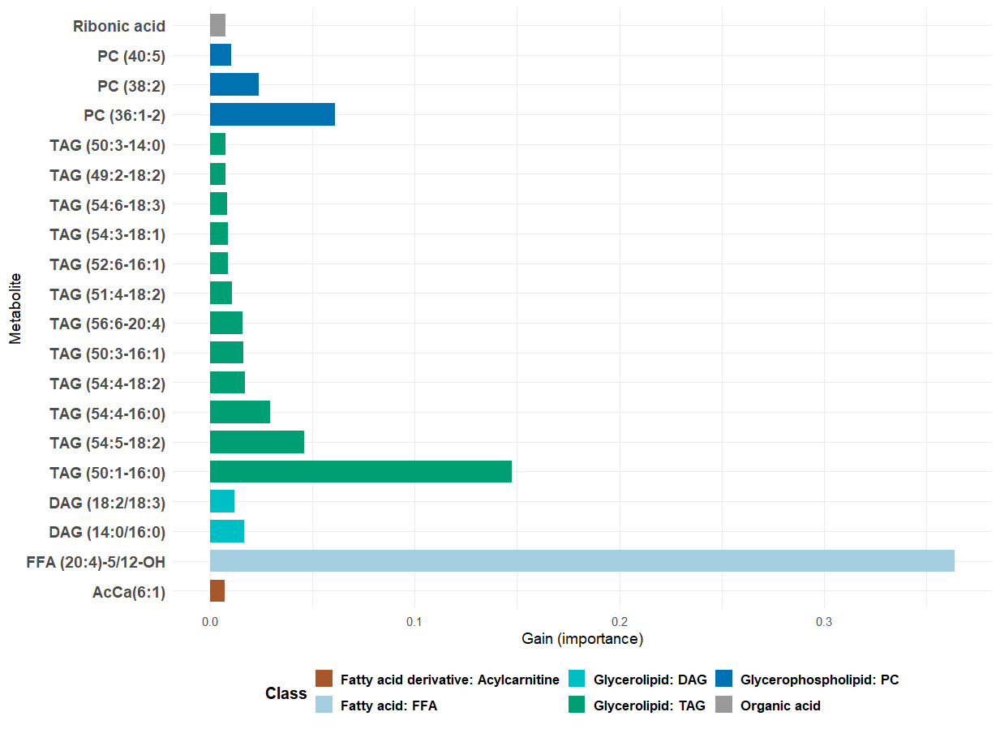 Ribonic acid
PC (40:5)
PC (38:2)
PC (36:1-2)
TAG (50:3-14:0)
TAG (49:2-18:2)
TAG (54:6-18:3)
TAG (54:3-18:1)
TAG (52:6-16:1)
TAG (51:4-18:2)
TAG (56:6-20:4)
TAG (50:3-16:1)
TAG (54:4-18:2)
TAG (54:4-16:0)
TAG (54:5-18:2)
TAG (50:1-16:0)
DAG (18:2/18:3)
DAG (14:0/16:0)
FFA (20:4)-5/12-OH
AcCa(6:1)
Metabolite
0.0 0.1 0.2 0.3
Gain (importance)
Class
Fatty acid derivative: Acylcarnitine Glycerolipid: DAG Glycerophospholipid: PC
Fatty acid: FFA Glycerolipid: TAG Organic acid